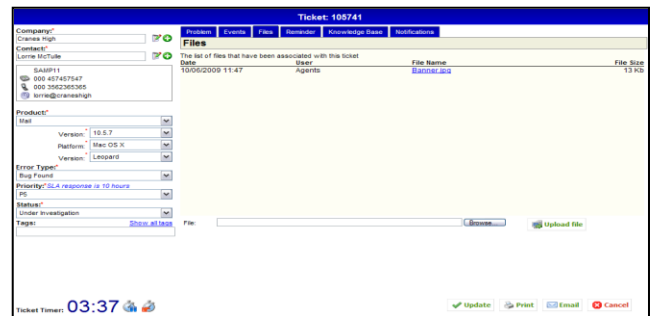 Ticket: 105741
Company:*
Cranes High
Contact:*
Lorrie McTulle
SAMP11
000 457457547
000 3562365365
lorrie@craneshigh
Product:*
Mail
Version:* 10.5.7
Platform:* Mac OS X
Version:* Leopard
Error Type:*
Bug Found
Priority:* SLA response is 10 hours
P5
Status:*
Under Investigation
Tags: Show all tags
Ticket Timer: 03:37
Problem Events Files Reminder Knowledge Base Notifications
Files
The list of files that have been associated with this ticket
Date User File Name File Size
10/06/2009 11:47 Agents Banner.jpg 13 Kb
File: Browse... Upload file
Update Print Email Cancel